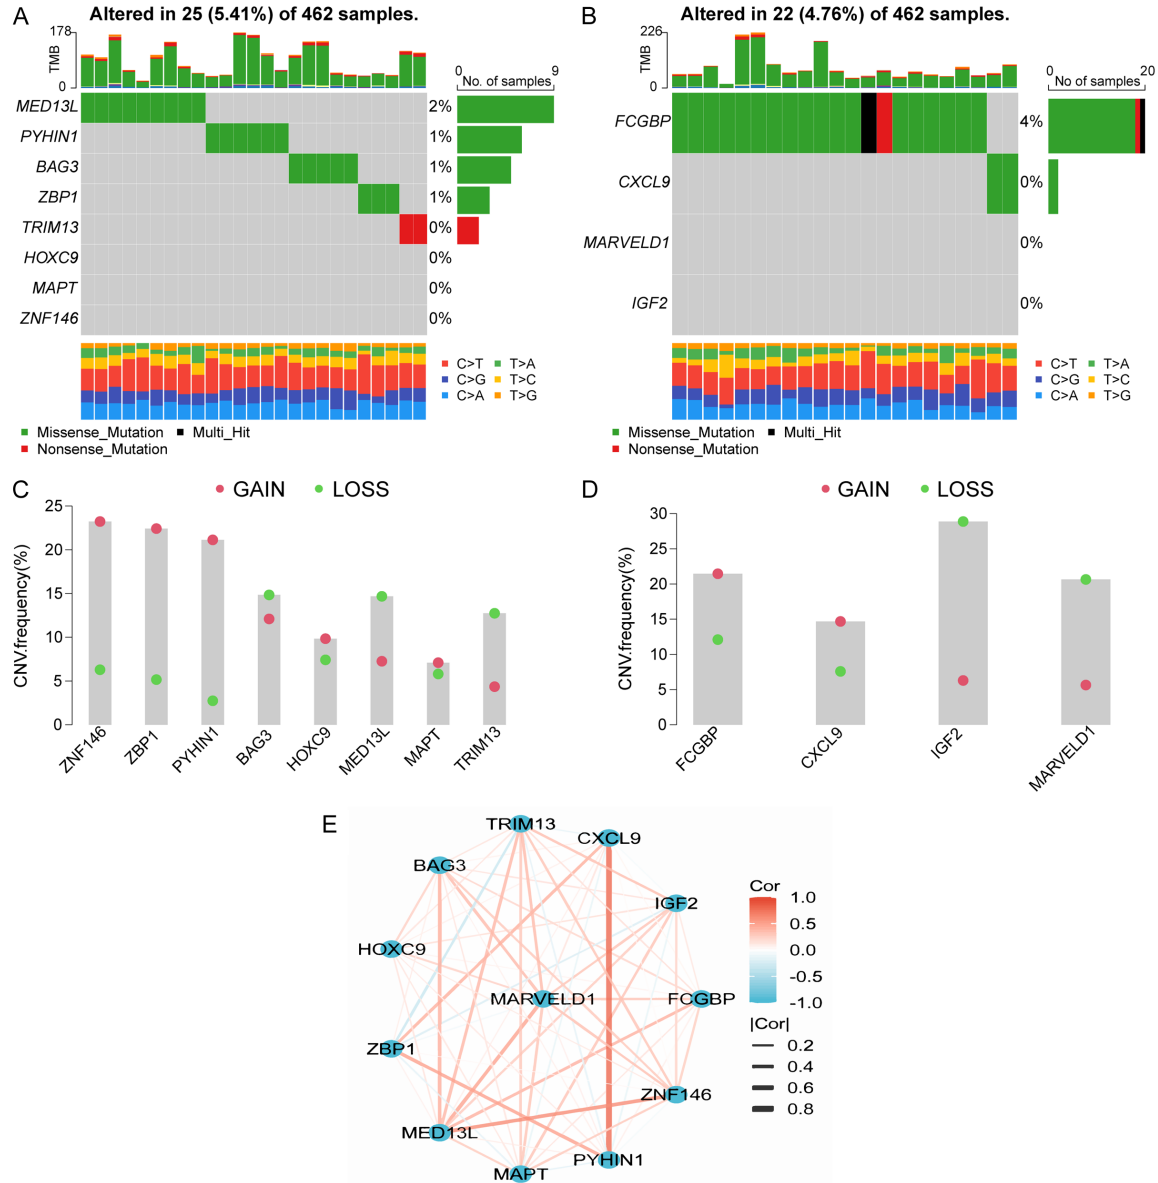 A
Altered in 25 (5.41%) of 462 samples.
178
TMB
0
0
9
No. of samples
MED13L
2%
PYHIN1
1%
BAG3
1%
ZBP1
1%
TRIM13
0%
HOXC9
0%
MAPT
0%
ZNF146
0%
C>T
T>A
C>G
T>C
C>A
T>G
Missense_Mutation
Multi_Hit
Nonsense_Mutation
B
Altered in 22 (4.76%) of 462 samples.
226
TMB
0
0
20
No of samples
FCGBP
4%
CXCL9
0%
MARVELD1
0%
IGF2
0%
C>T
T>A
C>G
T>C
C>A
T>G
Missense_Mutation
Multi_Hit
Nonsense_Mutation
C
GAIN
LOSS
CNV.frequency(%)
25
20
15
10
5
0
ZNF146
ZBP1
PYHIN1
BAG3
HOXC9
MED13L
MAPT
TRIM13
D
GAIN
LOSS
CNV.frequency(%)
30
25
20
15
10
5
0
FCGBP
CXCL9
IGF2
MARVELD1
E
TRIM13
CXCL9
BAG3
IGF2
HOXC9
MARVELD1
FCGBP
ZBP1
ZNF146
MED13L
PYHIN1
MAPT
Cor
1.0
0.5
0.0
-0.5
-1.0
|Cor|
0.2
0.4
0.6
0.8